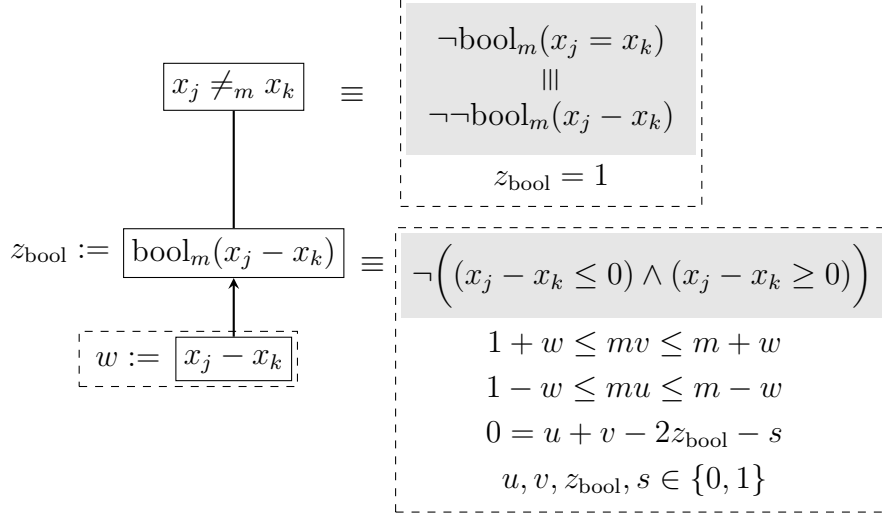 x_j ≠_m x_k ≡
¬bool_m(x_j = x_k)
≡
¬¬bool_m(x_j − x_k)
z_bool = 1
z_bool := bool_m(x_j − x_k) ≡
¬((x_j − x_k ≤ 0) ∧ (x_j − x_k ≥ 0))
w := x_j − x_k
1 + w ≤ mv ≤ m + w
1 − w ≤ mu ≤ m − w
0 = u + v − 2z_bool − s
u, v, z_bool, s ∈ {0, 1}